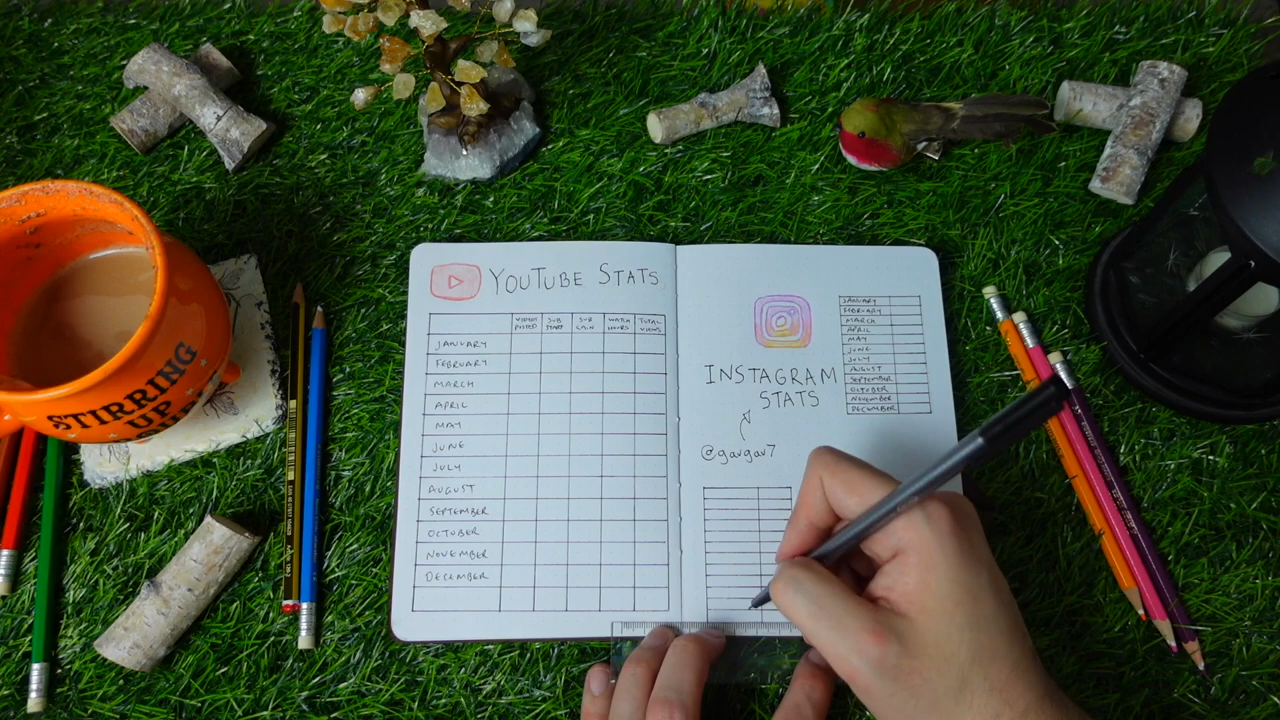 YOUTUBE STATS
VIDEOS POSTED
SUB START
SUB GAIN
WATCH HOURS
TOTAL VIEWS
JANUARY
FEBRUARY
MARCH
APRIL
MAY
JUNE
JULY
AUGUST
SEPTEMBER
OCTOBER
NOVEMBER
DECEMBER
INSTAGRAM
STATS
@gavgav7
JANUARY
FEBRUARY
MARCH
APRIL
MAY
JUNE
JULY
AUGUST
SEPTEMBER
OCTOBER
NOVEMBER
DECEMBER
STIRRING
UP